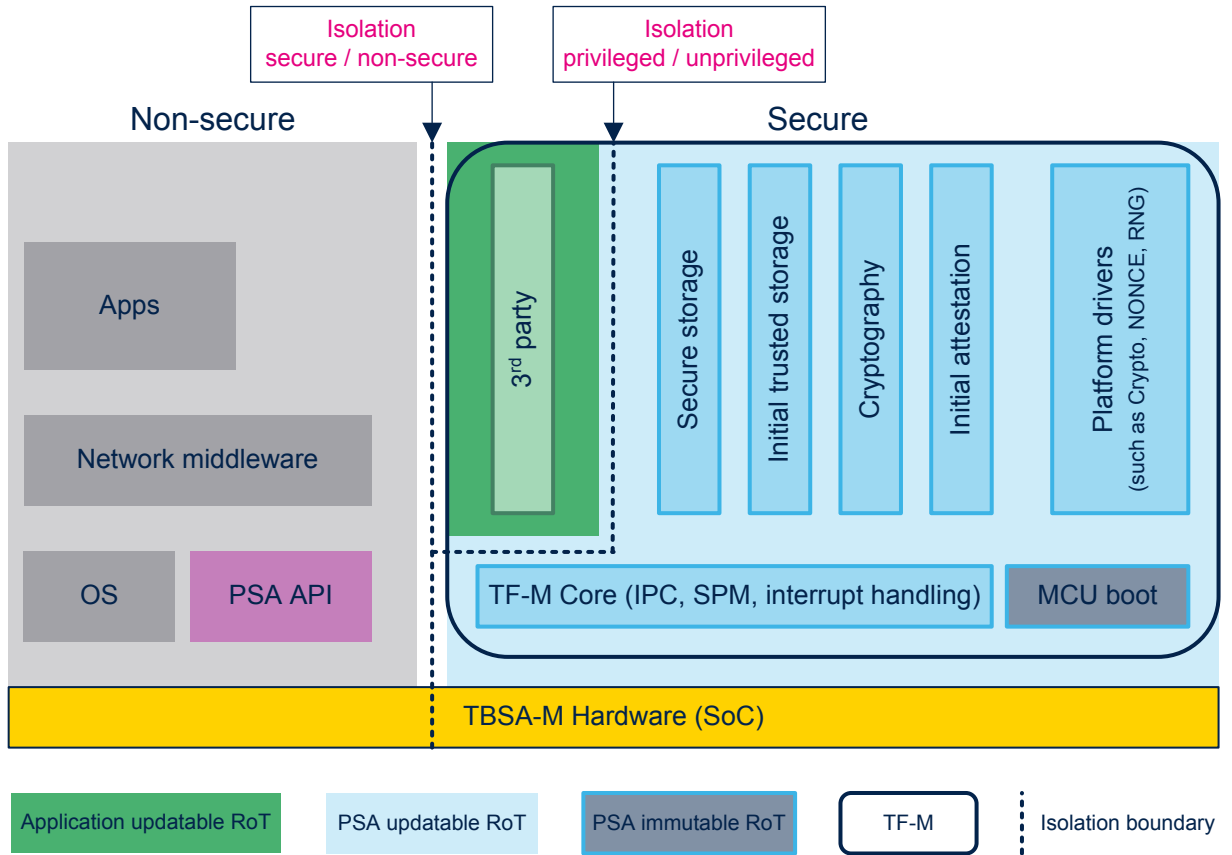 Isolation
secure / non-secure
Isolation
privileged / unprivileged
Non-secure
Secure
Apps
Network middleware
OS
PSA API
3rd party
Secure storage
Initial trusted storage
Cryptography
Initial attestation
Platform drivers
(such as Crypto, NONCE, RNG)
TF-M Core (IPC, SPM, interrupt handling)
MCU boot
TBSA-M Hardware (SoC)
Application updatable RoT
PSA updatable RoT
PSA immutable RoT
TF-M
Isolation boundary